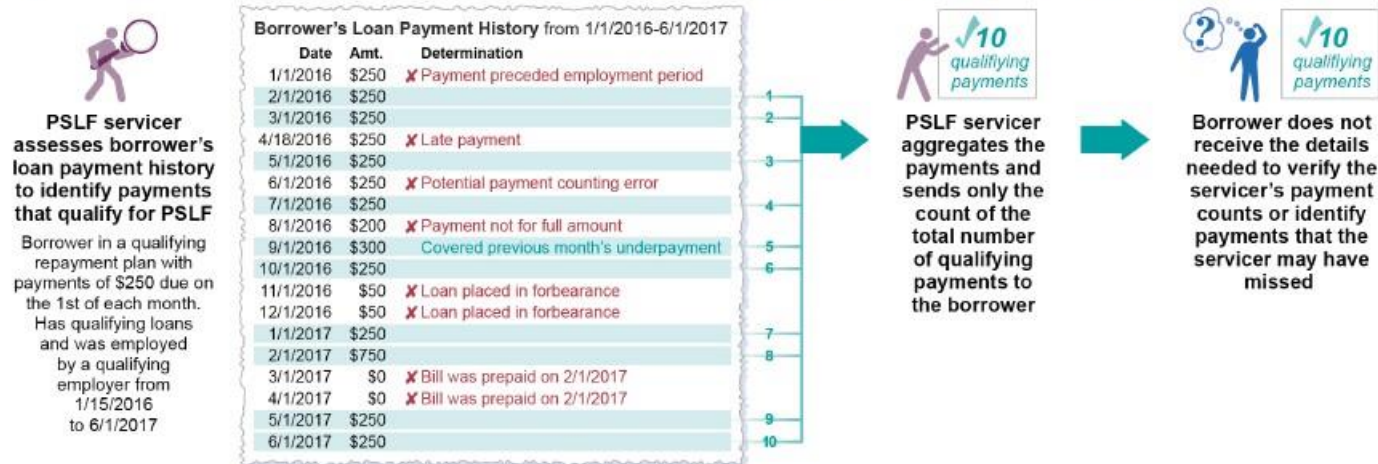 PSLF servicer
assesses borrower's
loan payment history
to identify payments
that qualify for PSLF
Borrower in a qualifying
repayment plan with
payments of $250 due on
the 1st of each month.
Has qualifying loans
and was employed
by a qualifying
employer from
1/15/2016
to 6/1/2017
Borrower's Loan Payment History from 1/1/2016-6/1/2017
Date Amt. Determination
1/1/2016 $250 ✘ Payment preceded employment period
2/1/2016 $250 1
3/1/2016 $250 2
4/18/2016 $250 ✘ Late payment
5/1/2016 $250 3
6/1/2016 $250 ✘ Potential payment counting error
7/1/2016 $250 4
8/1/2016 $200 ✘ Payment not for full amount
9/1/2016 $300 Covered previous month's underpayment 5
10/1/2016 $250 6
11/1/2016 $50 ✘ Loan placed in forbearance
12/1/2016 $50 ✘ Loan placed in forbearance
1/1/2017 $250 7
2/1/2017 $750 8
3/1/2017 $0 ✘ Bill was prepaid on 2/1/2017
4/1/2017 $0 ✘ Bill was prepaid on 2/1/2017
5/1/2017 $250 9
6/1/2017 $250 10
✓10
qualifiying
payments
PSLF servicer
aggregates the
payments and
sends only the
count of the
total number
of qualifying
payments to
the borrower
?
✓10
qualifiying
payments
Borrower does not
receive the details
needed to verify the
servicer's payment
counts or identify
payments that the
servicer may have
missed